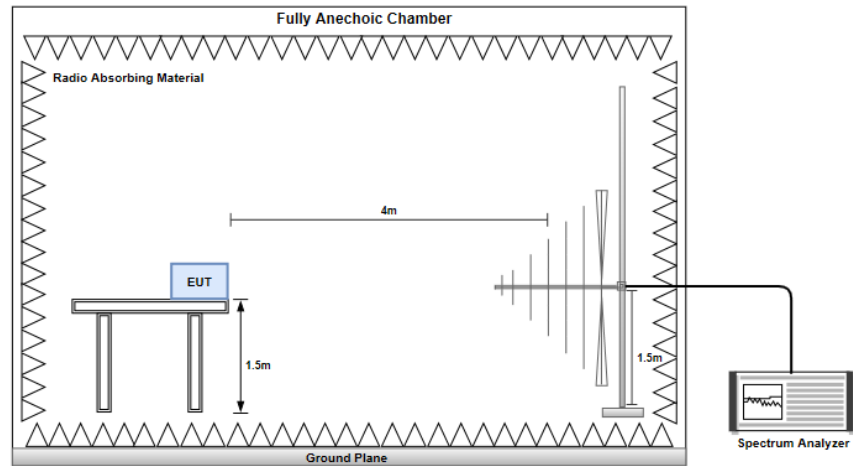 Fully Anechoic Chamber
Radio Absorbing Material
4m
EUT
1.5m
1.5m
Spectrum Analyzer
Ground Plane